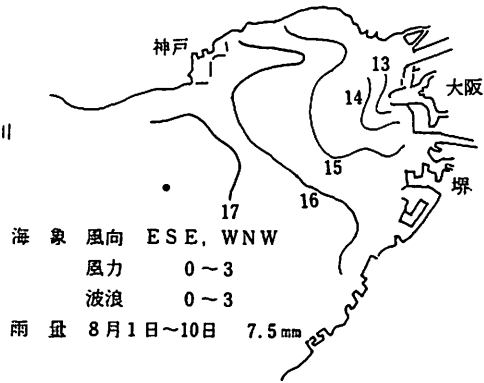 神戸
13
大阪
14
15
堺
16
17
海象 風向 ESE, WNW
風力 0~3
波浪 0~3
雨量 8月1日~10日 7.5mm